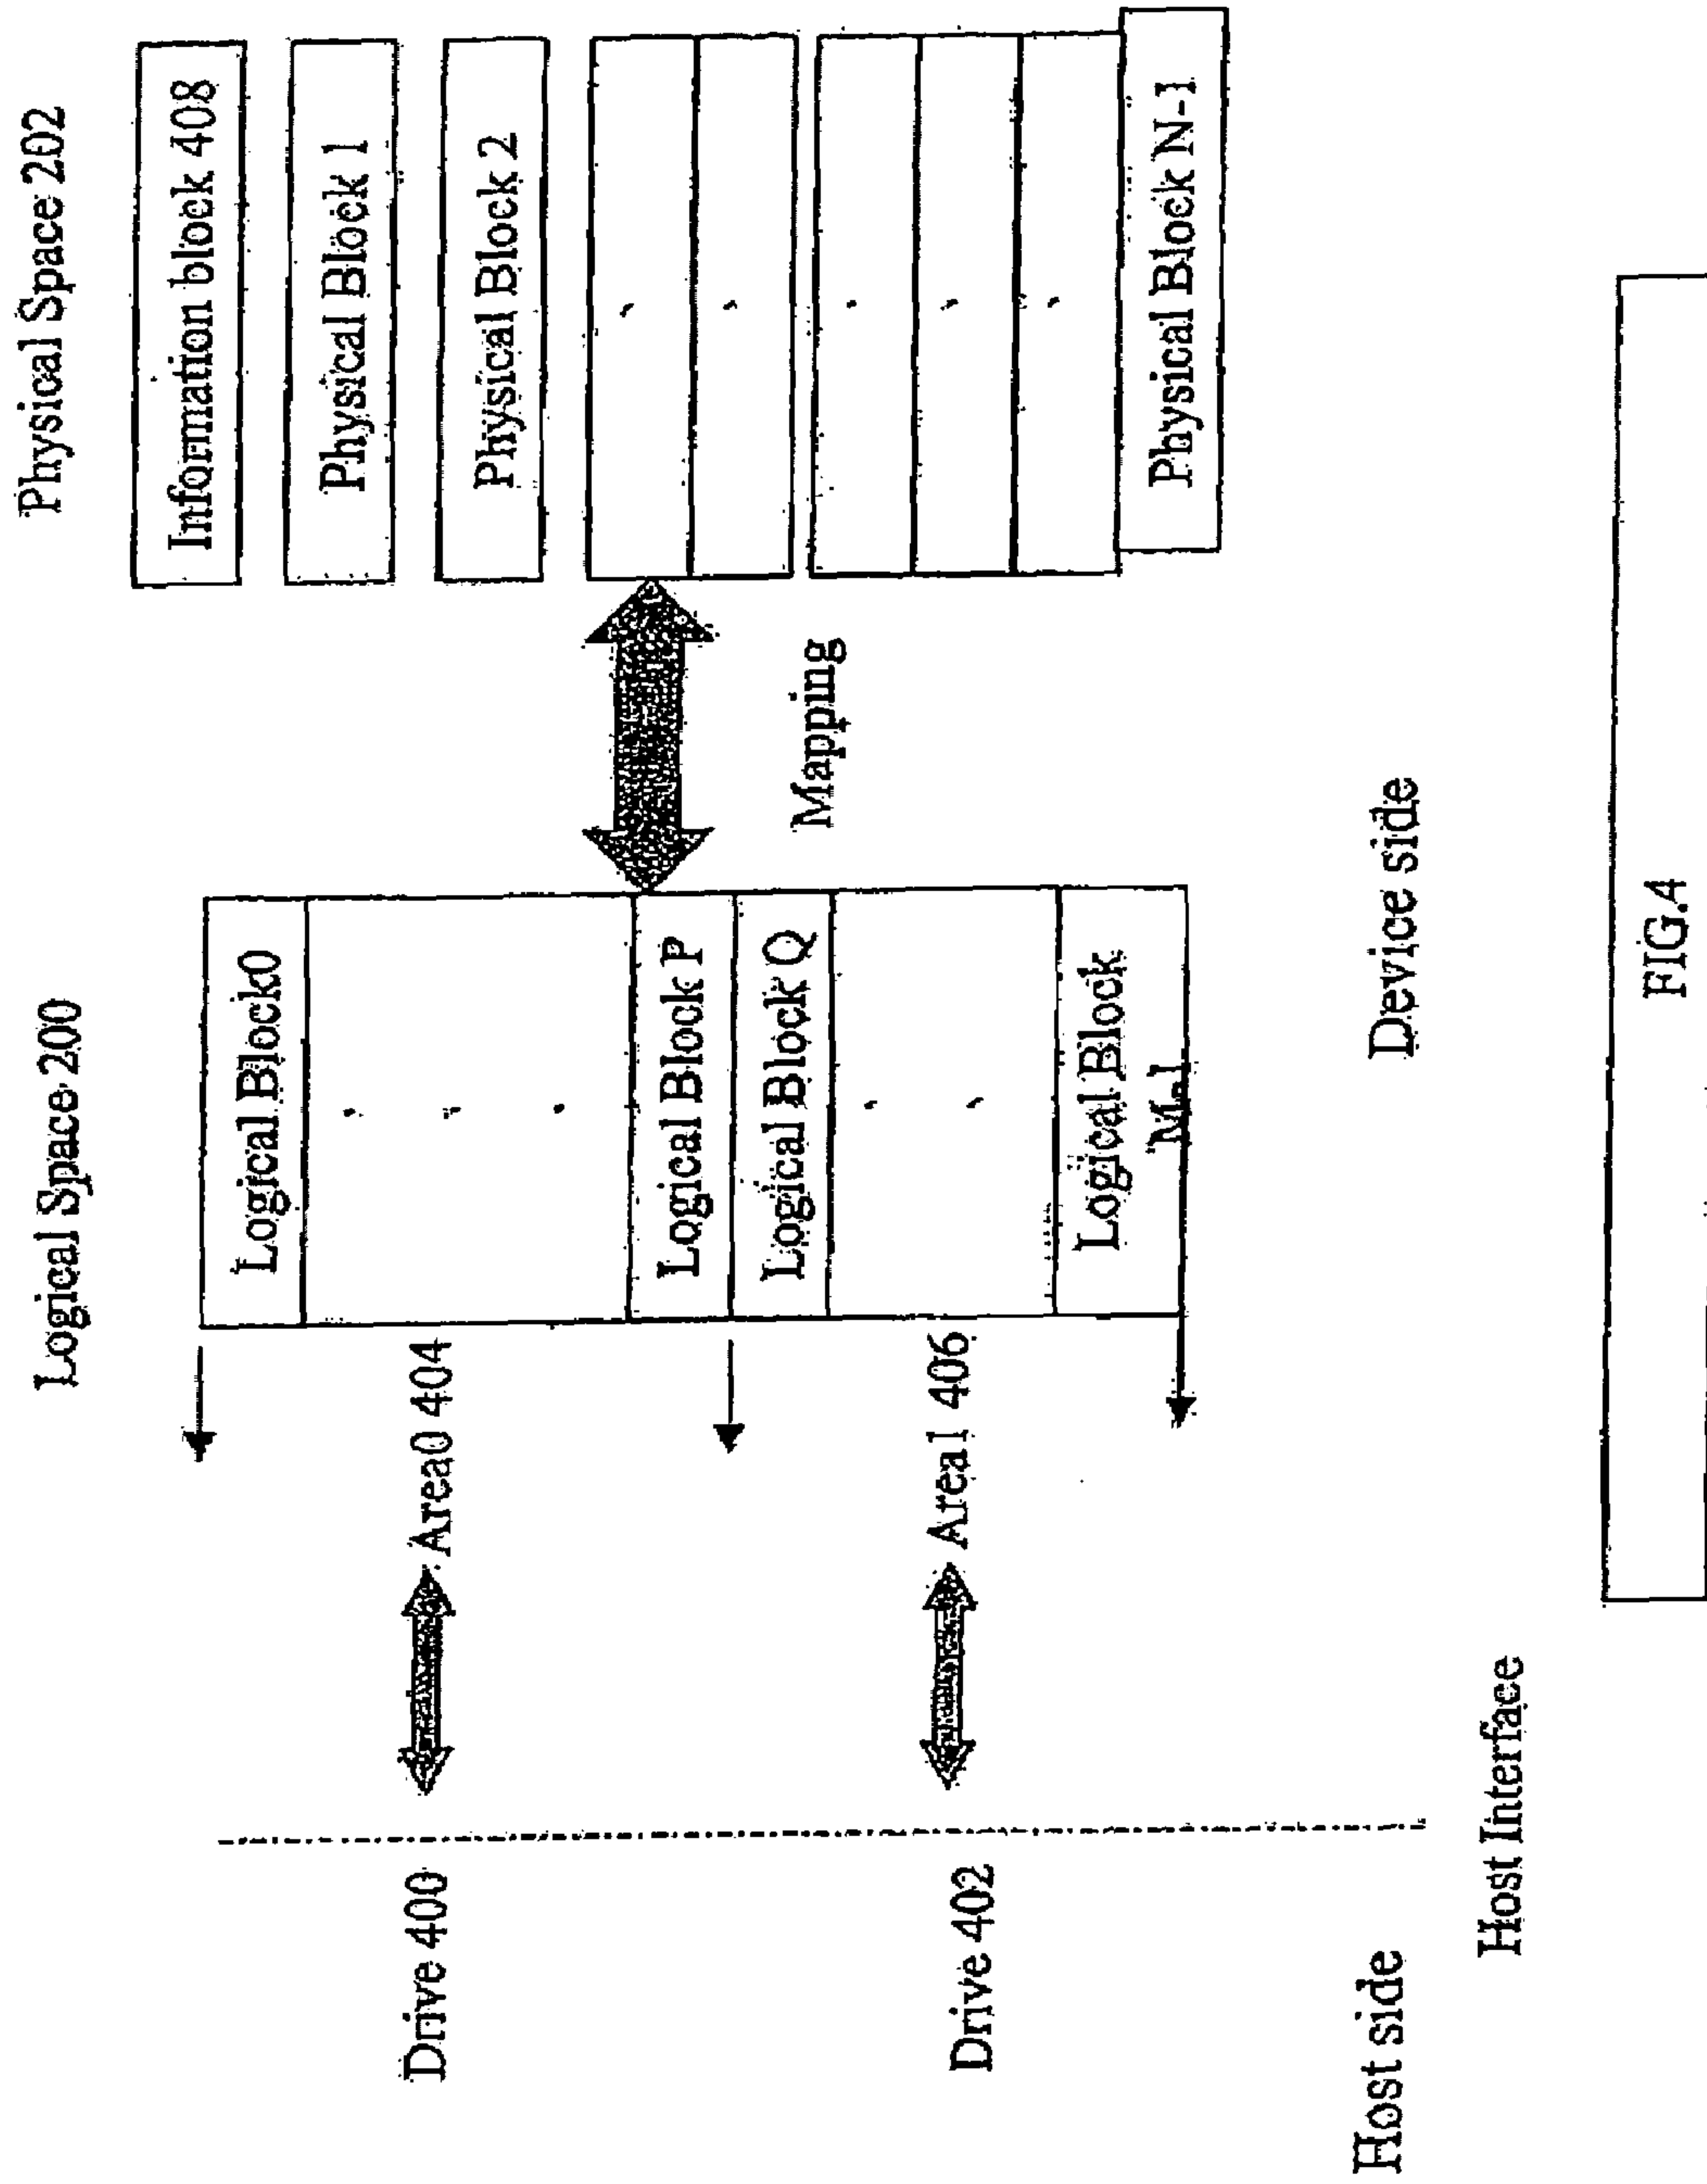 Logical Space 200
Physical Space 202
Logical Block0
Information block 408
Physical Block 1
Drive 400
Area0 404
Physical Block 2
Logical Block P
Mapping
Logical Block Q
Drive 402
Area1 406
Logical Block
M-1
Physical Block N-1
Host side
Device side
Host Interface
FIG.4